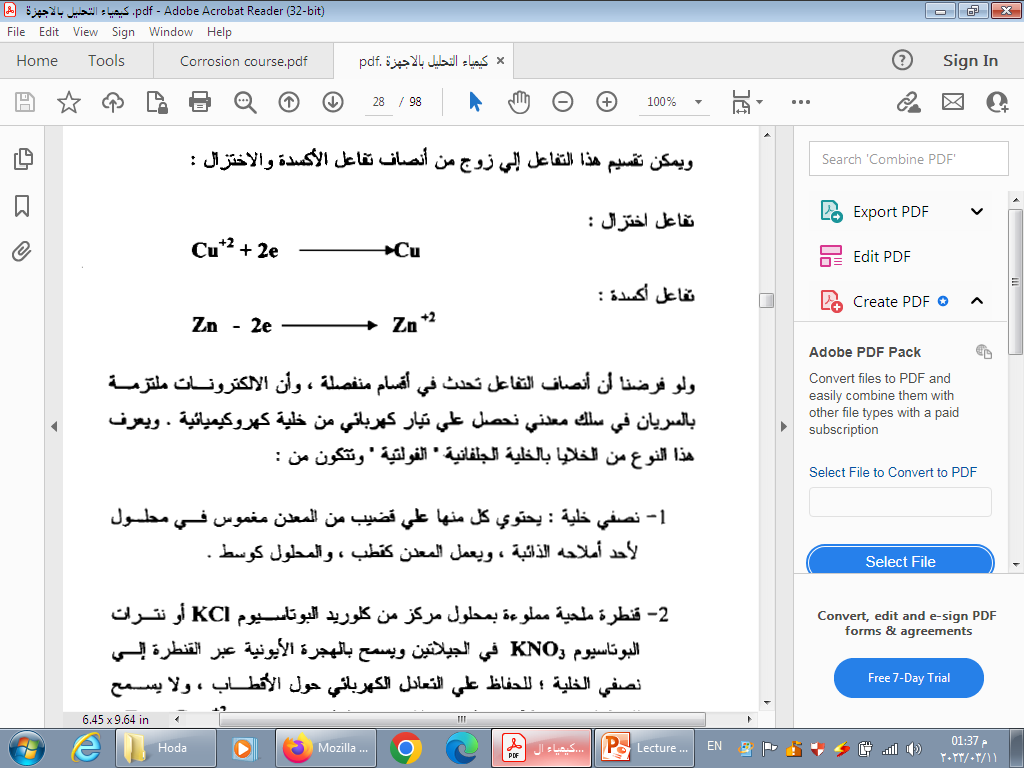 كيمياء التحليل بالاجهزة .pdf - Adobe Acrobat Reader (32-bit)
File Edit View Sign Window Help
Home Tools Corrosion course.pdf كيمياء التحليل بالاجهزة .pdf × Sign In
28 / 98 100%
ويمكن تقسيم هذا التفاعل إلي زوج من أنصاف تفاعل الأكسدة والاختزال :
تفاعل اختزال :
Cu+2 + 2e ⟶ Cu
تفاعل أكسدة :
Zn - 2e ⟶ Zn+2
ولو فرضنا أن أنصاف التفاعل تحدث في أقسام منفصلة ، وأن الالكترونات ملتزمة
بالسريان في سلك معدني نحصل علي تيار كهربائي من خلية كهروكيميائية . ويعرف
هذا النوع من الخلايا بالخلية الجلفانية " الفولتية " وتتكون من :
1- نصفي خلية : يحتوي كل منها علي قضيب من المعدن مغموس في محلول
لأحد أملاحه الذائبة ، ويعمل المعدن كقطب ، والمحلول كوسط .
2- قنطرة ملحية مملوءة بمحلول مركز من كلوريد البوتاسيوم KCl أو نترات
البوتاسيوم KNO3 في الجيلاتين ويسمح بالهجرة الأيونية عبر القنطرة إلي
نصفي الخلية ؛ للحفاظ علي التعادل الكهربائي حول الأقطاب ، ولا يسمح
6.45 x 9.64 in
Search 'Combine PDF'
Export PDF
Edit PDF
Create PDF
Adobe PDF Pack
Convert files to PDF and
easily combine them with
other file types with a paid
subscription
Select File to Convert to PDF
Select File
Convert, edit and e-sign PDF
forms & agreements
Free 7-Day Trial
Hoda Mozilla ... كيمياء ال... Lecture ... EN 01:37 م
٢٠٢٣/٠٣/١١